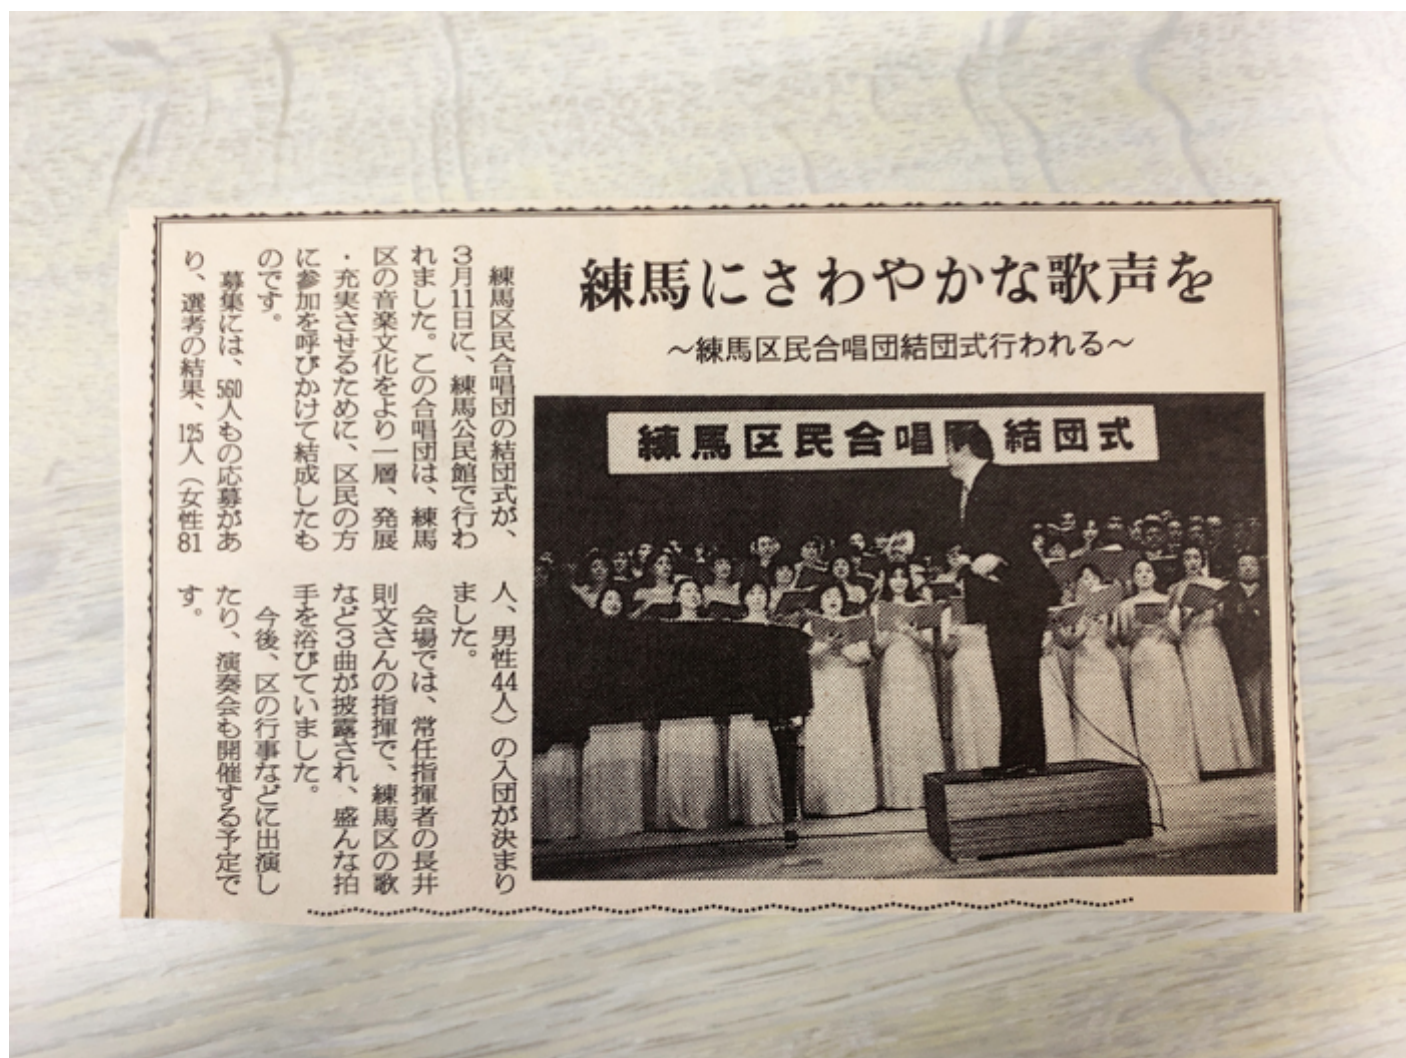 練馬にさわやかな歌声を
～練馬区民合唱団結団式行われる～
練馬区民合唱 結団式
練馬区民合唱団の結団式が、
3月11日に、練馬公民館で行わ
れました。この合唱団は、練馬
区の音楽文化をより一層、発展
・充実させるために、区民の方
に参加を呼びかけて結成したも
のです。
募集には、560人もの応募があ
り、選考の結果、125人（女性81
人、男性44人）の入団が決まり
ました。
会場では、常任指揮者の長井
則文さんの指揮で、練馬区の歌
など3曲が披露され、盛んな拍
手を浴びていました。
今後、区の行事などに出演し
たり、演奏会も開催する予定で
す。